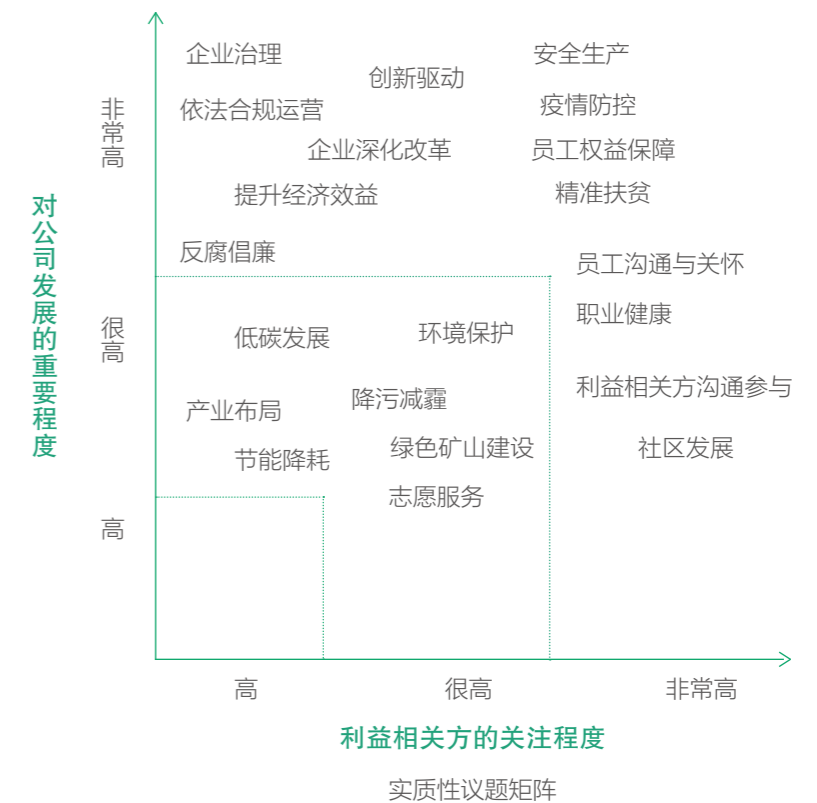 企业治理
创新驱动
安全生产
依法合规运营
疫情防控
企业深化改革
员工权益保障
提升经济效益
精准扶贫
反腐倡廉
员工沟通与关怀
职业健康
低碳发展
环境保护
利益相关方沟通参与
产业布局
降污减霾
节能降耗
绿色矿山建设
社区发展
志愿服务
对公司发展的重要程度
非常高
很高
高
高
很高
非常高
利益相关方的关注程度
实质性议题矩阵